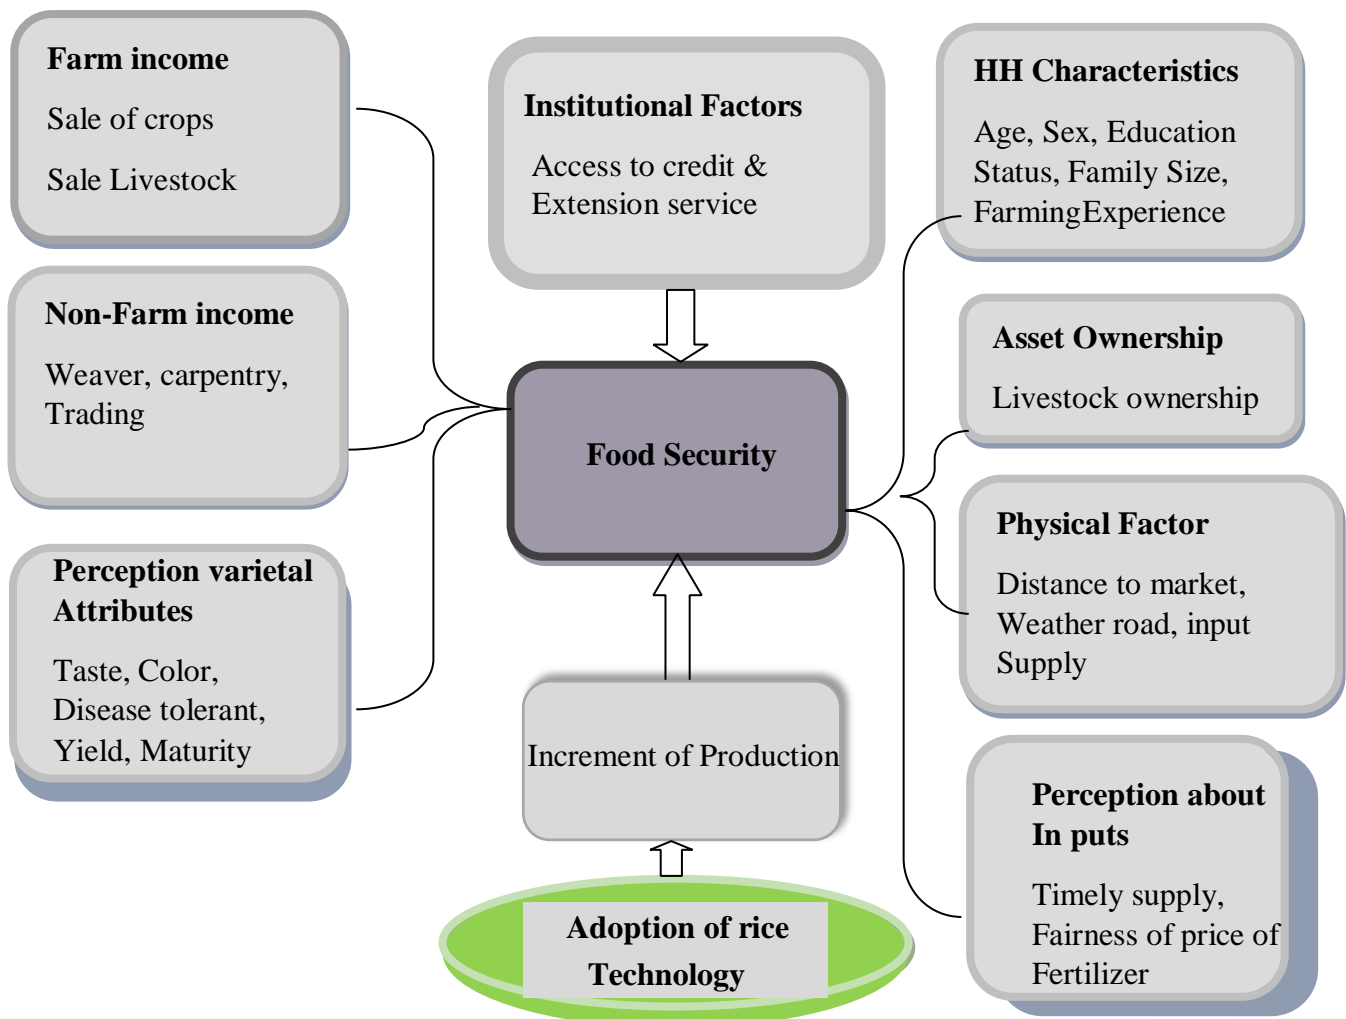 Farm income
Sale of crops
Sale Livestock
Institutional Factors
Access to credit &
Extension service
HH Characteristics
Age, Sex, Education
Status, Family Size,
FarmingExperience
Non-Farm income
Weaver, carpentry,
Trading
Asset Ownership
Livestock ownership
Food Security
Physical Factor
Distance to market,
Weather road, input
Supply
Perception varietal
Attributes
Taste, Color,
Disease tolerant,
Yield, Maturity
Increment of Production
Perception about
In puts
Timely supply,
Fairness of price of
Fertilizer
Adoption of rice
Technology